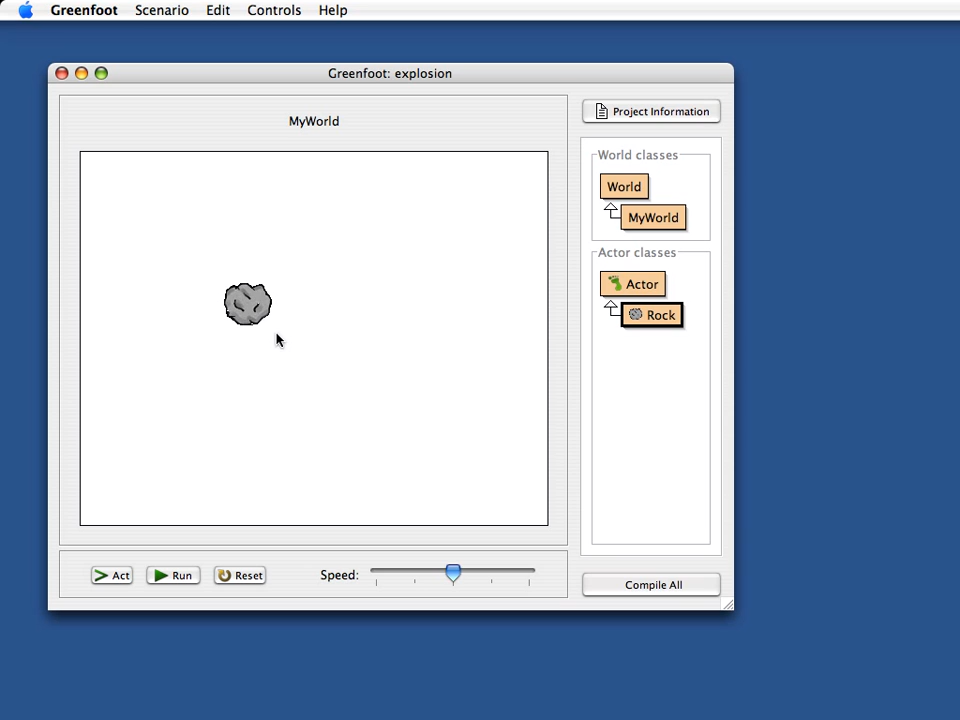 Greenfoot Scenario Edit Controls Help
Greenfoot: explosion
MyWorld
Project Information
World classes
World
MyWorld
Actor classes
Actor
Rock
Act Run Reset Speed:
Compile All